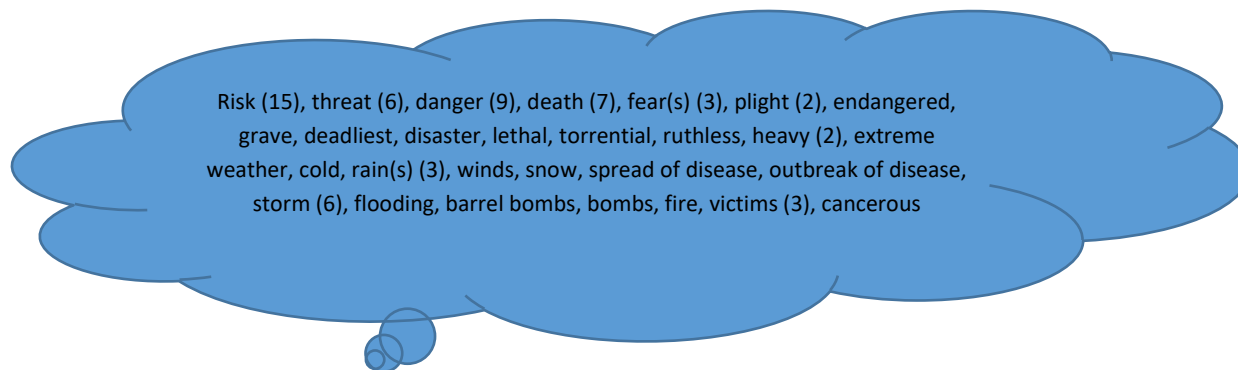 Risk (15), threat (6), danger (9), death (7), fear(s) (3), plight (2), endangered,
grave, deadliest, disaster, lethal, torrential, ruthless, heavy (2), extreme
weather, cold, rain(s) (3), winds, snow, spread of disease, outbreak of disease,
storm (6), flooding, barrel bombs, bombs, fire, victims (3), cancerous